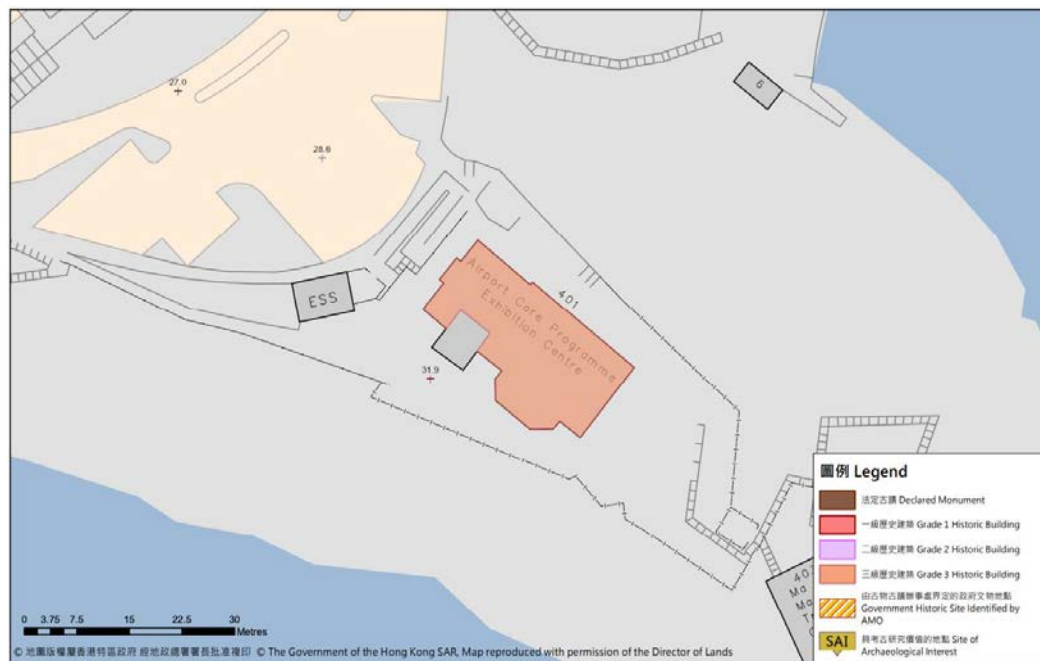 27.0
28.6
6
ESS
401
Airport Core Programme
Exhibition Centre
31.9
圖例 Legend
法定古蹟 Declared Monument
一級歷史建築 Grade 1 Historic Building
二級歷史建築 Grade 2 Historic Building
三級歷史建築 Grade 3 Historic Building
由古物古蹟辦事處界定的政府文物地點
Government Historic Site Identified by
AMO
SAI
具考古研究價值的地點 Site of
Archaeological Interest
40
Ma
Ma
0 3.75 7.5 15 22.5 30
Metres
© 地圖版權屬香港特區政府 經地政總署署長批准複印 © The Government of the Hong Kong SAR, Map reproduced with permission of the Director of Lands